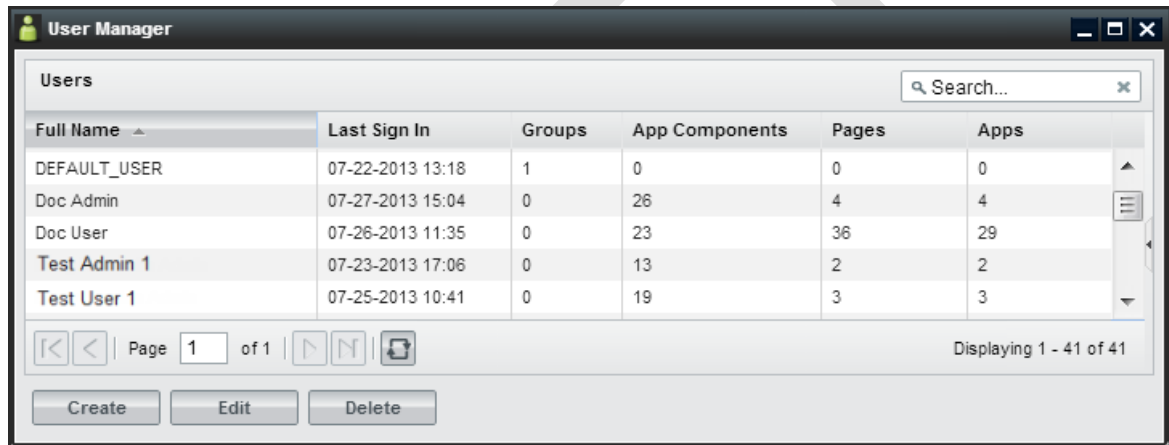 User Manager
Users
Search...
Full Name Last Sign In Groups App Components Pages Apps
DEFAULT_USER 07-22-2013 13:18 1 0 0 0
Doc Admin 07-27-2013 15:04 0 26 4 4
Doc User 07-26-2013 11:35 0 23 36 29
Test Admin 1 07-23-2013 17:06 0 13 2 2
Test User 1 07-25-2013 10:41 0 19 3 3
Page 1 of 1 Displaying 1 - 41 of 41
Create Edit Delete